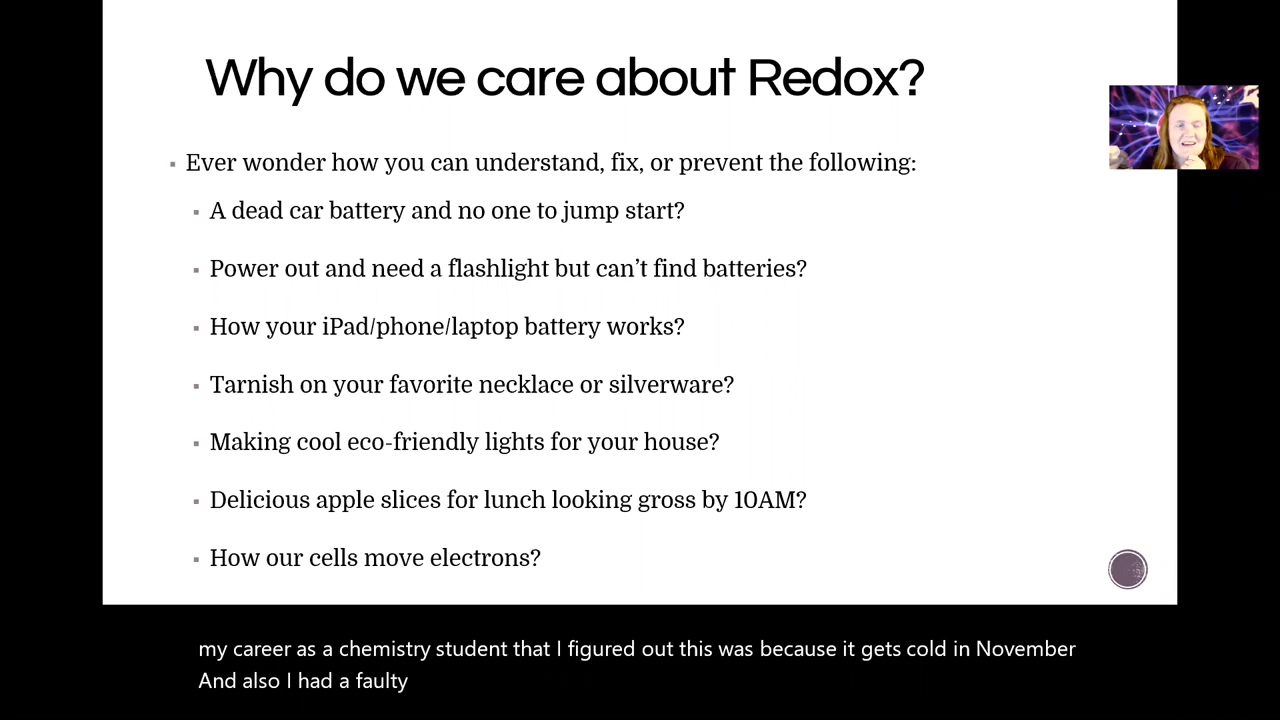 Why do we care about Redox?
Ever wonder how you can understand, fix, or prevent the following:
A dead car battery and no one to jump start?
Power out and need a flashlight but can’t find batteries?
How your iPad/phone/laptop battery works?
Tarnish on your favorite necklace or silverware?
Making cool eco-friendly lights for your house?
Delicious apple slices for lunch looking gross by 10AM?
How our cells move electrons?
my career as a chemistry student that I figured out this was because it gets cold in November
And also I had a faulty